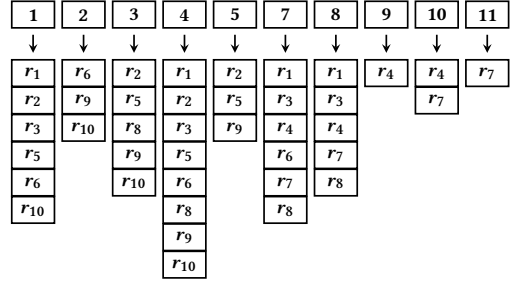 1 2 3 4 5 7 8 9 10 11
r1 r6 r2 r1 r2 r1 r1 r4 r4 r7
r2 r9 r5 r2 r5 r3 r3 r7
r3 r10 r8 r3 r9 r4 r4
r5 r9 r5 r6 r7
r6 r10 r6 r7 r8
r10 r8 r8
r9
r10